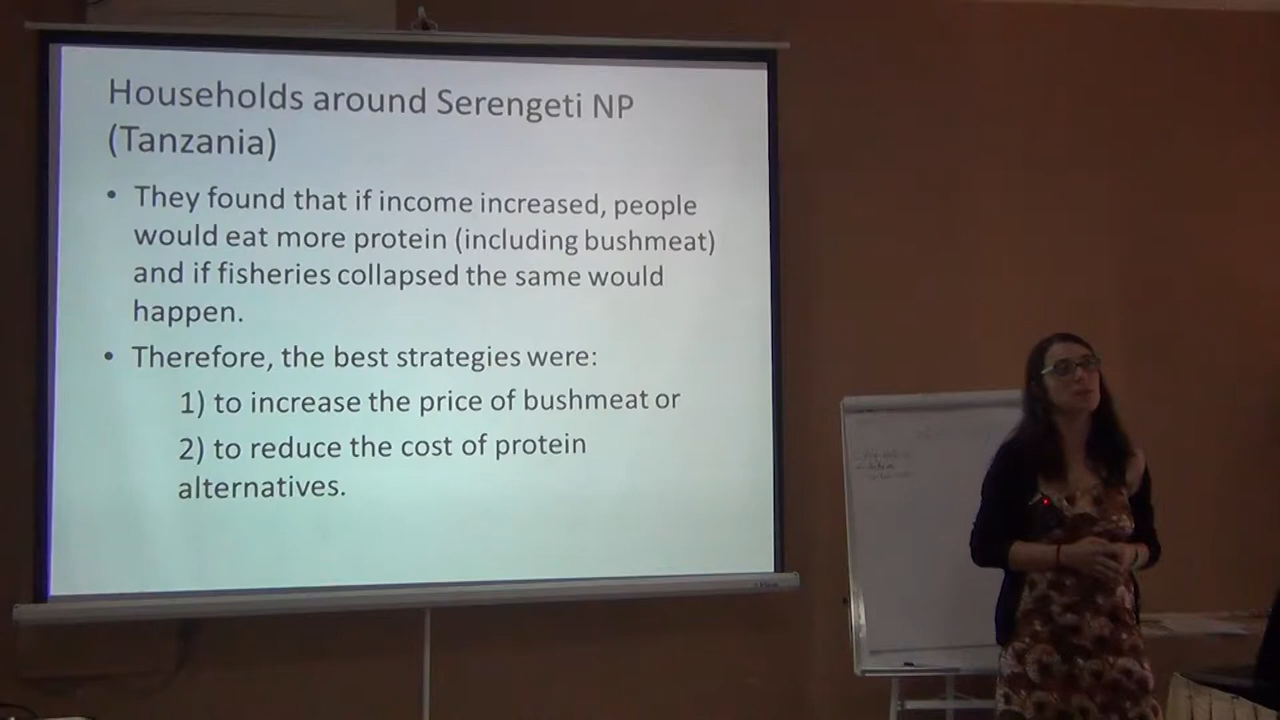 Households around Serengeti NP
(Tanzania)
• They found that if income increased, people
would eat more protein (including bushmeat)
and if fisheries collapsed the same would
happen.
• Therefore, the best strategies were:
1) to increase the price of bushmeat or
2) to reduce the cost of protein
alternatives.